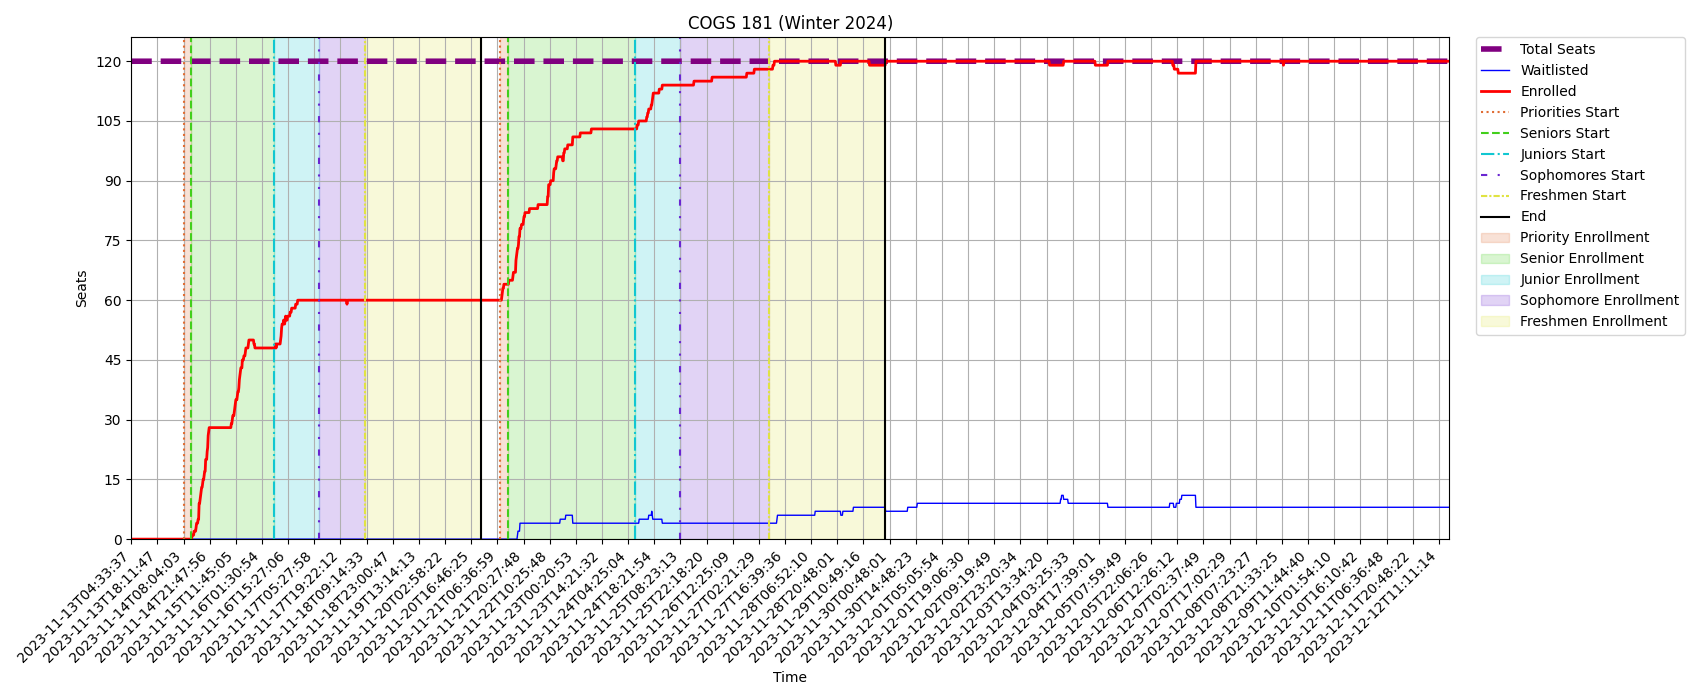 COGS 181 (Winter 2024)
120
105
90
75
60
45
30
15
0
Seats
2023-11-13T04:33:37
2023-11-13T18:11:47
2023-11-14T08:04:03
2023-11-14T21:47:56
2023-11-15T11:45:05
2023-11-16T01:30:54
2023-11-16T15:27:06
2023-11-17T05:27:58
2023-11-17T19:22:12
2023-11-18T09:14:33
2023-11-18T23:00:47
2023-11-19T13:14:13
2023-11-20T02:58:22
2023-11-20T16:46:25
2023-11-21T06:36:59
2023-11-21T20:27:48
2023-11-22T10:25:48
2023-11-23T00:20:53
2023-11-23T14:21:32
2023-11-24T04:25:04
2023-11-24T18:21:54
2023-11-25T08:23:13
2023-11-25T22:18:20
2023-11-26T12:25:09
2023-11-27T02:21:29
2023-11-27T16:39:36
2023-11-28T06:52:10
2023-11-28T20:48:01
2023-11-29T10:49:16
2023-11-30T00:48:01
2023-11-30T14:48:23
2023-12-01T05:05:54
2023-12-01T19:06:30
2023-12-02T09:19:49
2023-12-02T23:20:34
2023-12-03T13:34:20
2023-12-04T03:25:33
2023-12-04T17:39:01
2023-12-05T07:59:49
2023-12-05T22:06:26
2023-12-06T12:26:12
2023-12-07T02:37:49
2023-12-07T17:02:29
2023-12-08T07:23:27
2023-12-08T21:33:25
2023-12-09T11:44:40
2023-12-10T01:54:10
2023-12-10T16:10:42
2023-12-11T06:36:48
2023-12-11T20:48:22
2023-12-12T11:11:14
Time
Total Seats
Waitlisted
Enrolled
Priorities Start
Seniors Start
Juniors Start
Sophomores Start
Freshmen Start
End
Priority Enrollment
Senior Enrollment
Junior Enrollment
Sophomore Enrollment
Freshmen Enrollment